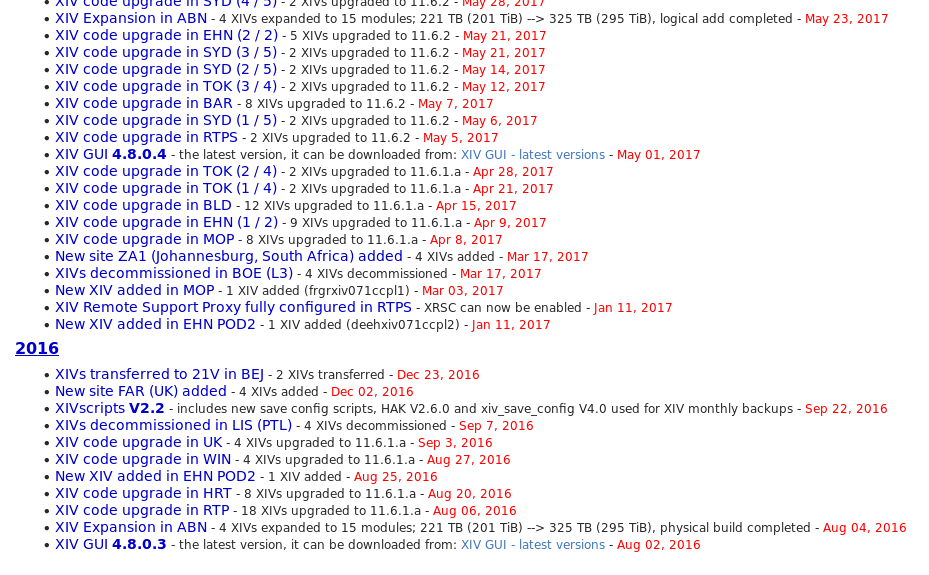 XIV code upgrade in SYD (4 / 5) - 2 XIVs upgraded to 11.6.2 - May 28, 2017
XIV Expansion in ABN - 4 XIVs expanded to 15 modules; 221 TB (201 TiB) --> 325 TB (295 TiB), logical add completed - May 23, 2017
XIV code upgrade in EHN (2 / 2) - 5 XIVs upgraded to 11.6.2 - May 21, 2017
XIV code upgrade in SYD (3 / 5) - 2 XIVs upgraded to 11.6.2 - May 21, 2017
XIV code upgrade in SYD (2 / 5) - 2 XIVs upgraded to 11.6.2 - May 14, 2017
XIV code upgrade in TOK (3 / 4) - 2 XIVs upgraded to 11.6.2 - May 12, 2017
XIV code upgrade in BAR - 8 XIVs upgraded to 11.6.2 - May 7, 2017
XIV code upgrade in SYD (1 / 5) - 2 XIVs upgraded to 11.6.2 - May 6, 2017
XIV code upgrade in RTPS - 2 XIVs upgraded to 11.6.2 - May 5, 2017
XIV GUI 4.8.0.4 - the latest version, it can be downloaded from: XIV GUI - latest versions - May 01, 2017
XIV code upgrade in TOK (2 / 4) - 2 XIVs upgraded to 11.6.1.a - Apr 28, 2017
XIV code upgrade in TOK (1 / 4) - 2 XIVs upgraded to 11.6.1.a - Apr 21, 2017
XIV code upgrade in BLD - 12 XIVs upgraded to 11.6.1.a - Apr 15, 2017
XIV code upgrade in EHN (1 / 2) - 9 XIVs upgraded to 11.6.1.a - Apr 9, 2017
XIV code upgrade in MOP - 8 XIVs upgraded to 11.6.1.a - Apr 8, 2017
New site ZA1 (Johannesburg, South Africa) added - 4 XIVs added - Mar 17, 2017
XIVs decommissioned in BOE (L3) - 4 XIVs decommissioned - Mar 17, 2017
New XIV added in MOP - 1 XIV added (frgrxiv071ccpl1) - Mar 03, 2017
XIV Remote Support Proxy fully configured in RTPS - XRSC can now be enabled - Jan 11, 2017
New XIV added in EHN POD2 - 1 XIV added (deehxiv071ccpl2) - Jan 11, 2017
2016
XIVs transferred to 21V in BEJ - 2 XIVs transferred - Dec 23, 2016
New site FAR (UK) added - 4 XIVs added - Dec 02, 2016
XIVscripts V2.2 - includes new save config scripts, HAK V2.6.0 and xiv_save_config V4.0 used for XIV monthly backups - Sep 22, 2016
XIVs decommissioned in LIS (PTL) - 4 XIVs decommissioned - Sep 7, 2016
XIV code upgrade in UK - 4 XIVs upgraded to 11.6.1.a - Sep 3, 2016
XIV code upgrade in WIN - 4 XIVs upgraded to 11.6.1.a - Aug 27, 2016
New XIV added in EHN POD2 - 1 XIV added - Aug 25, 2016
XIV code upgrade in HRT - 8 XIVs upgraded to 11.6.1.a - Aug 20, 2016
XIV code upgrade in RTP - 18 XIVs upgraded to 11.6.1.a - Aug 06, 2016
XIV Expansion in ABN - 4 XIVs expanded to 15 modules; 221 TB (201 TiB) --> 325 TB (295 TiB), physical build completed - Aug 04, 2016
XIV GUI 4.8.0.3 - the latest version, it can be downloaded from: XIV GUI - latest versions - Aug 02, 2016